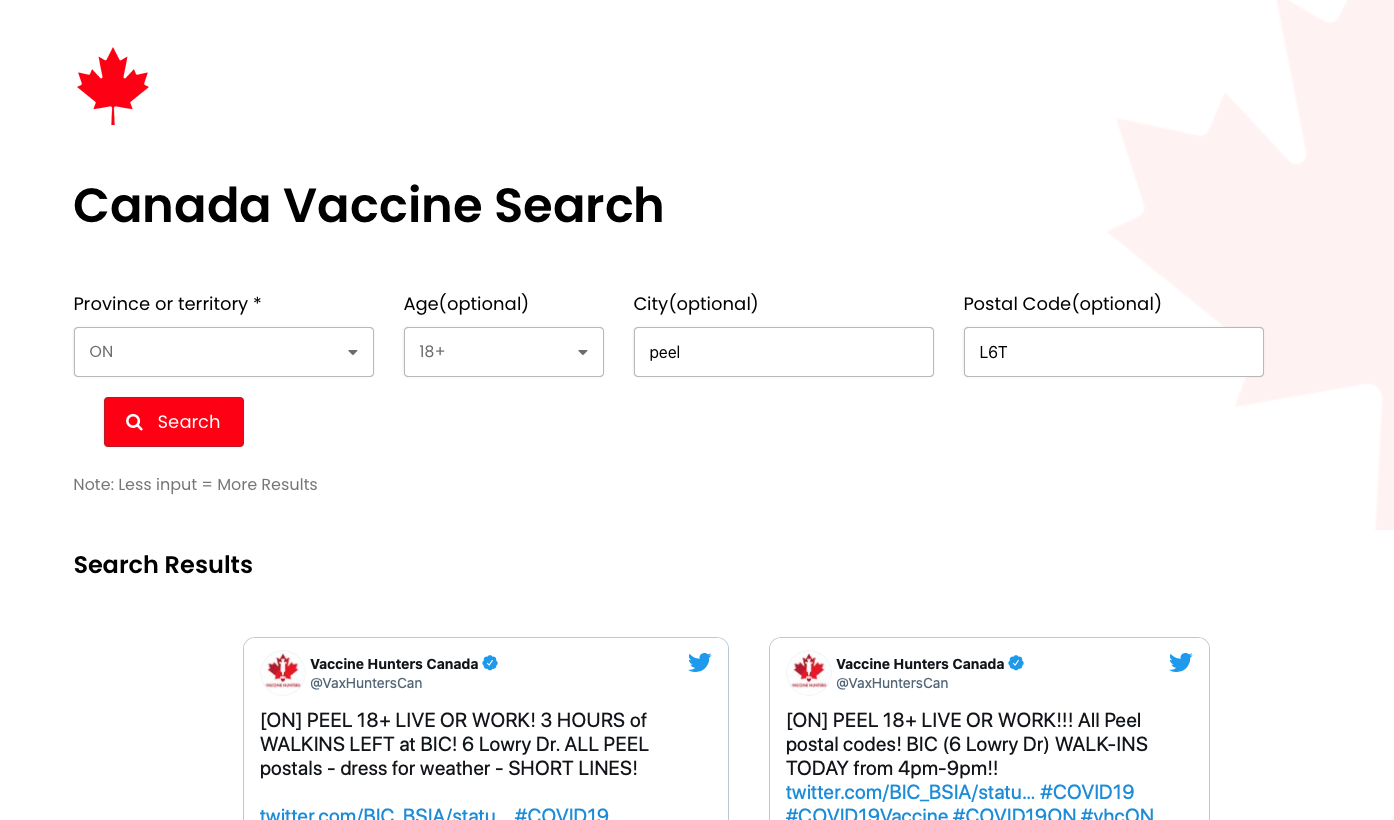 Canada Vaccine Search
Province or territory * Age(optional) City(optional) Postal Code(optional)
ON 18+ peel L6T
Search
Note: Less input = More Results
Search Results
Vaccine Hunters Canada
@VaxHuntersCan
[ON] PEEL 18+ LIVE OR WORK! 3 HOURS of
WALKINS LEFT at BIC! 6 Lowry Dr. ALL PEEL
postals - dress for weather - SHORT LINES!
twitter.com/BIC_BSIA/statu... #COVID19
Vaccine Hunters Canada
@VaxHuntersCan
[ON] PEEL 18+ LIVE OR WORK!!! All Peel
postal codes! BIC (6 Lowry Dr) WALK-INS
TODAY from 4pm-9pm!!
twitter.com/BIC_BSIA/statu... #COVID19
#COVID19Vaccine #COVID19ON #vhcON